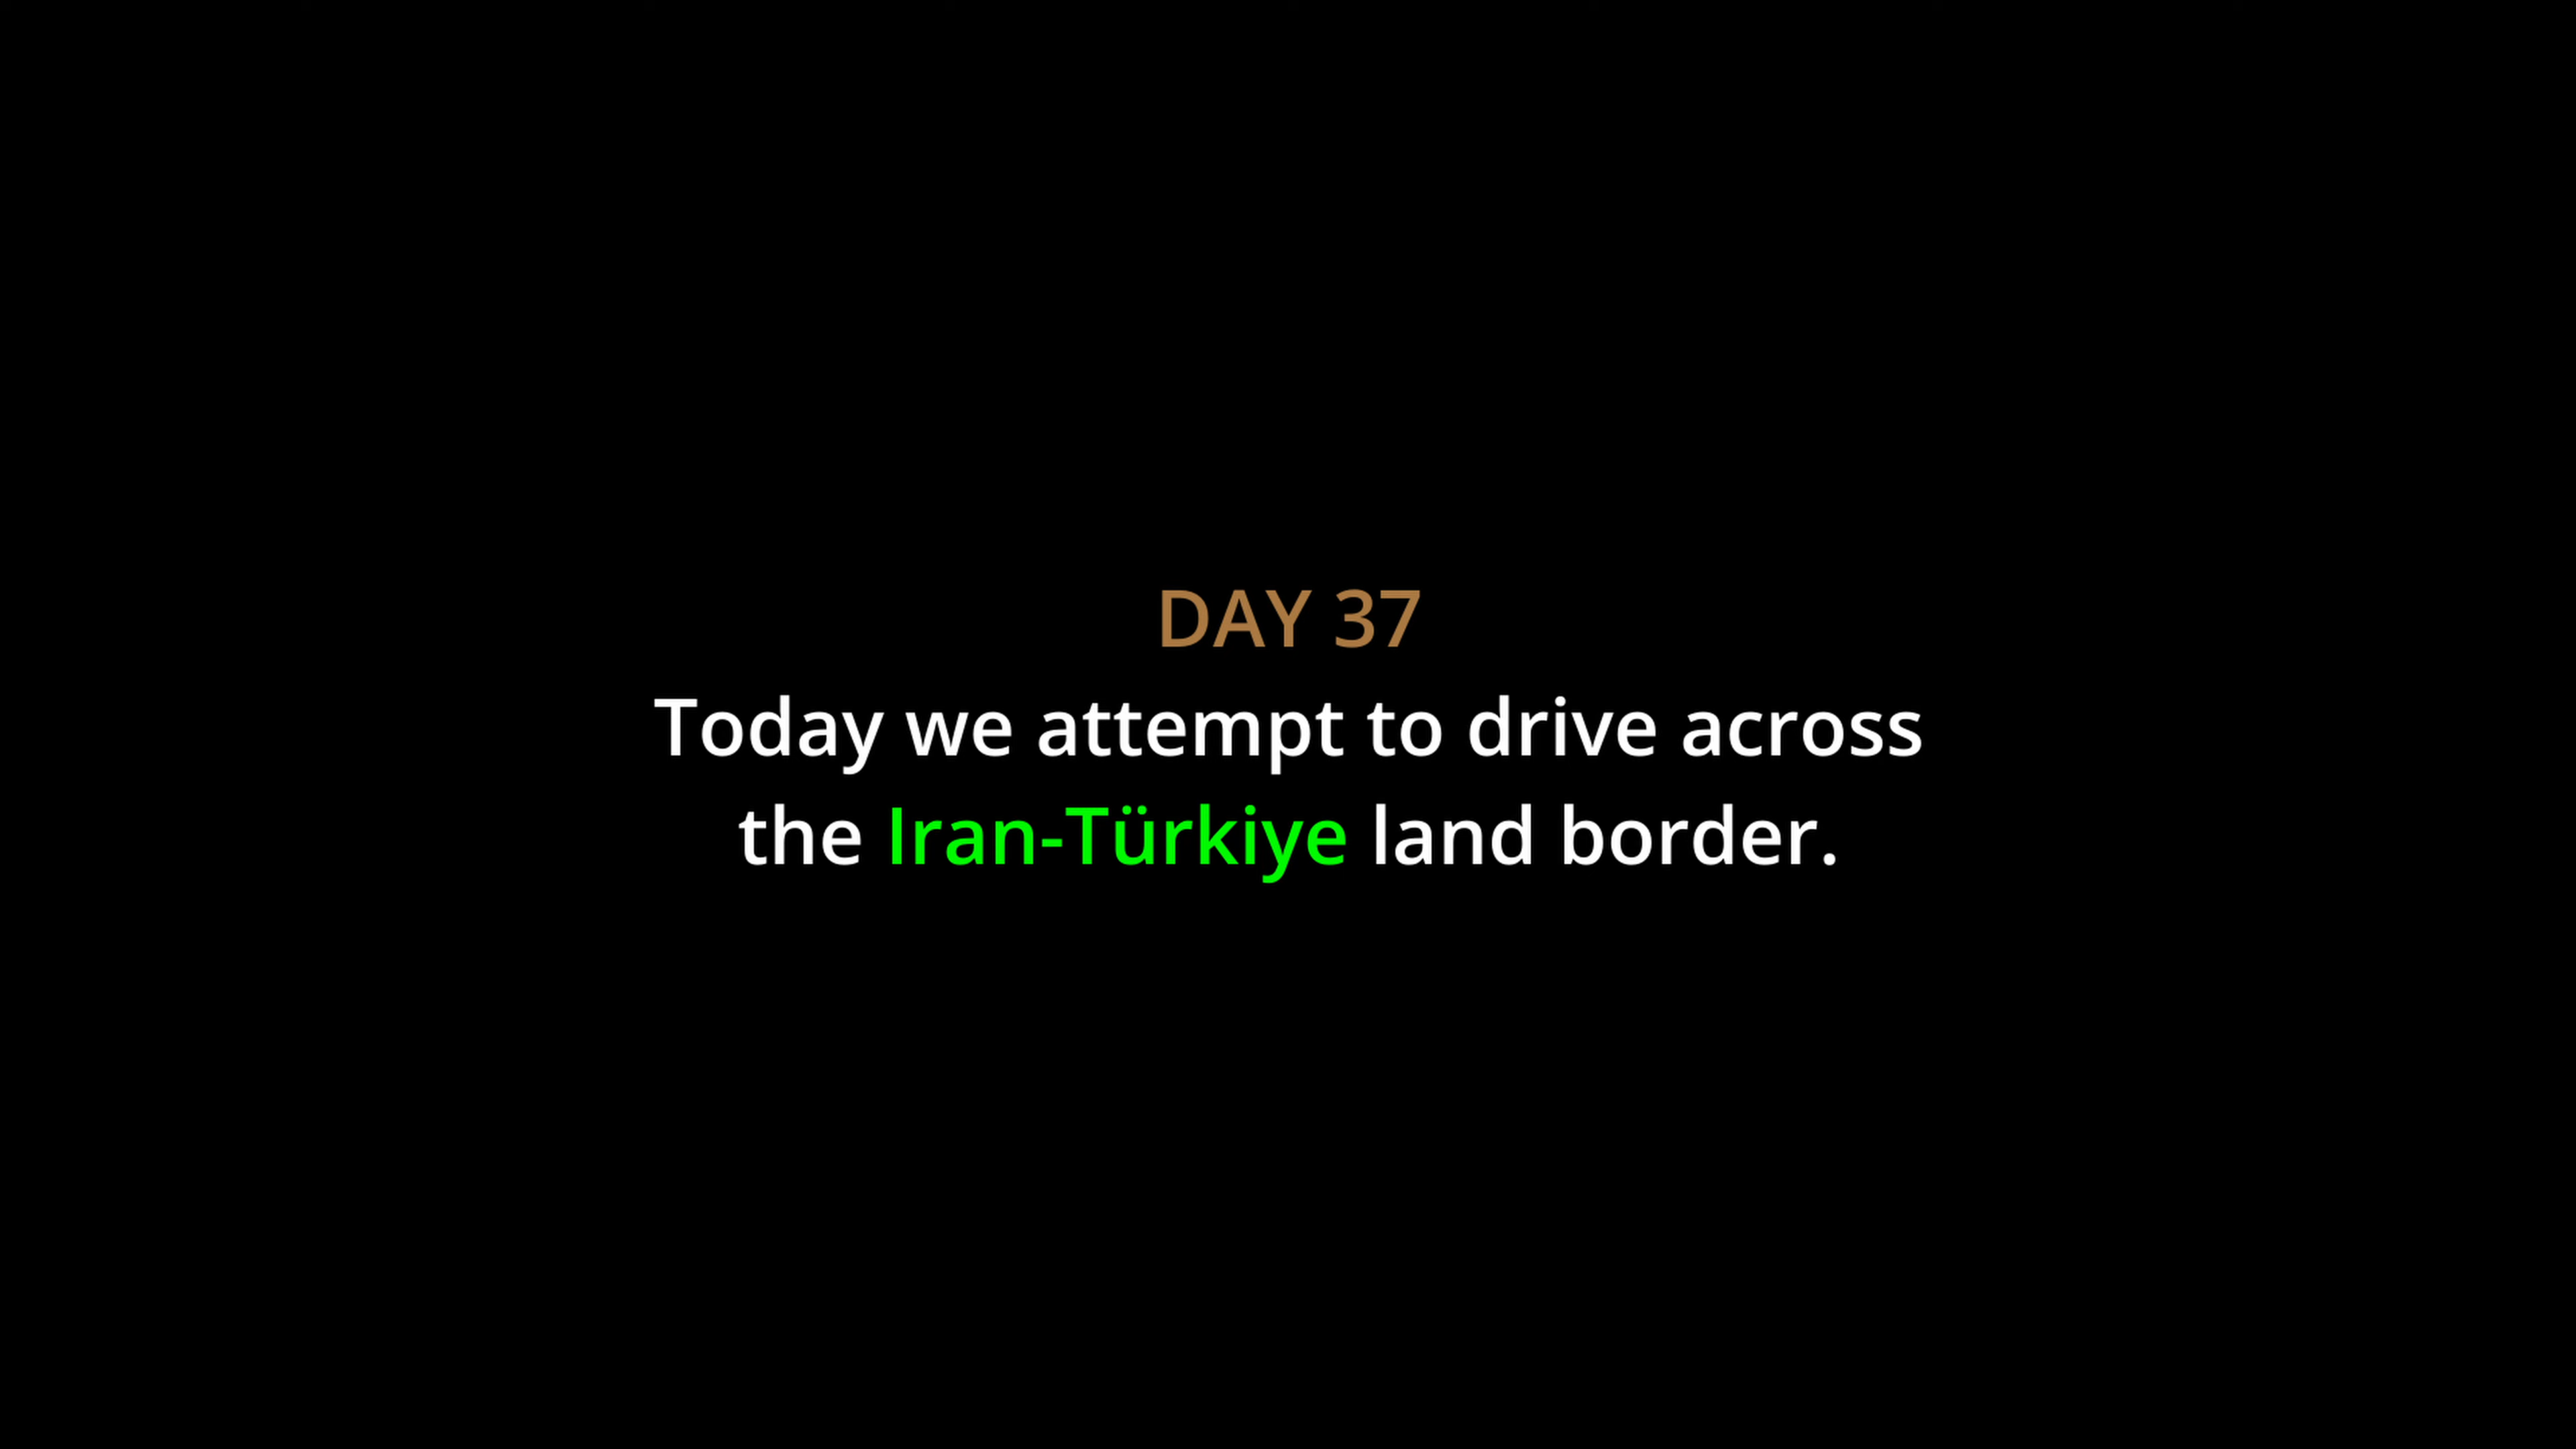 DAY 37
Today we attempt to drive across
the Iran-Türkiye land border.